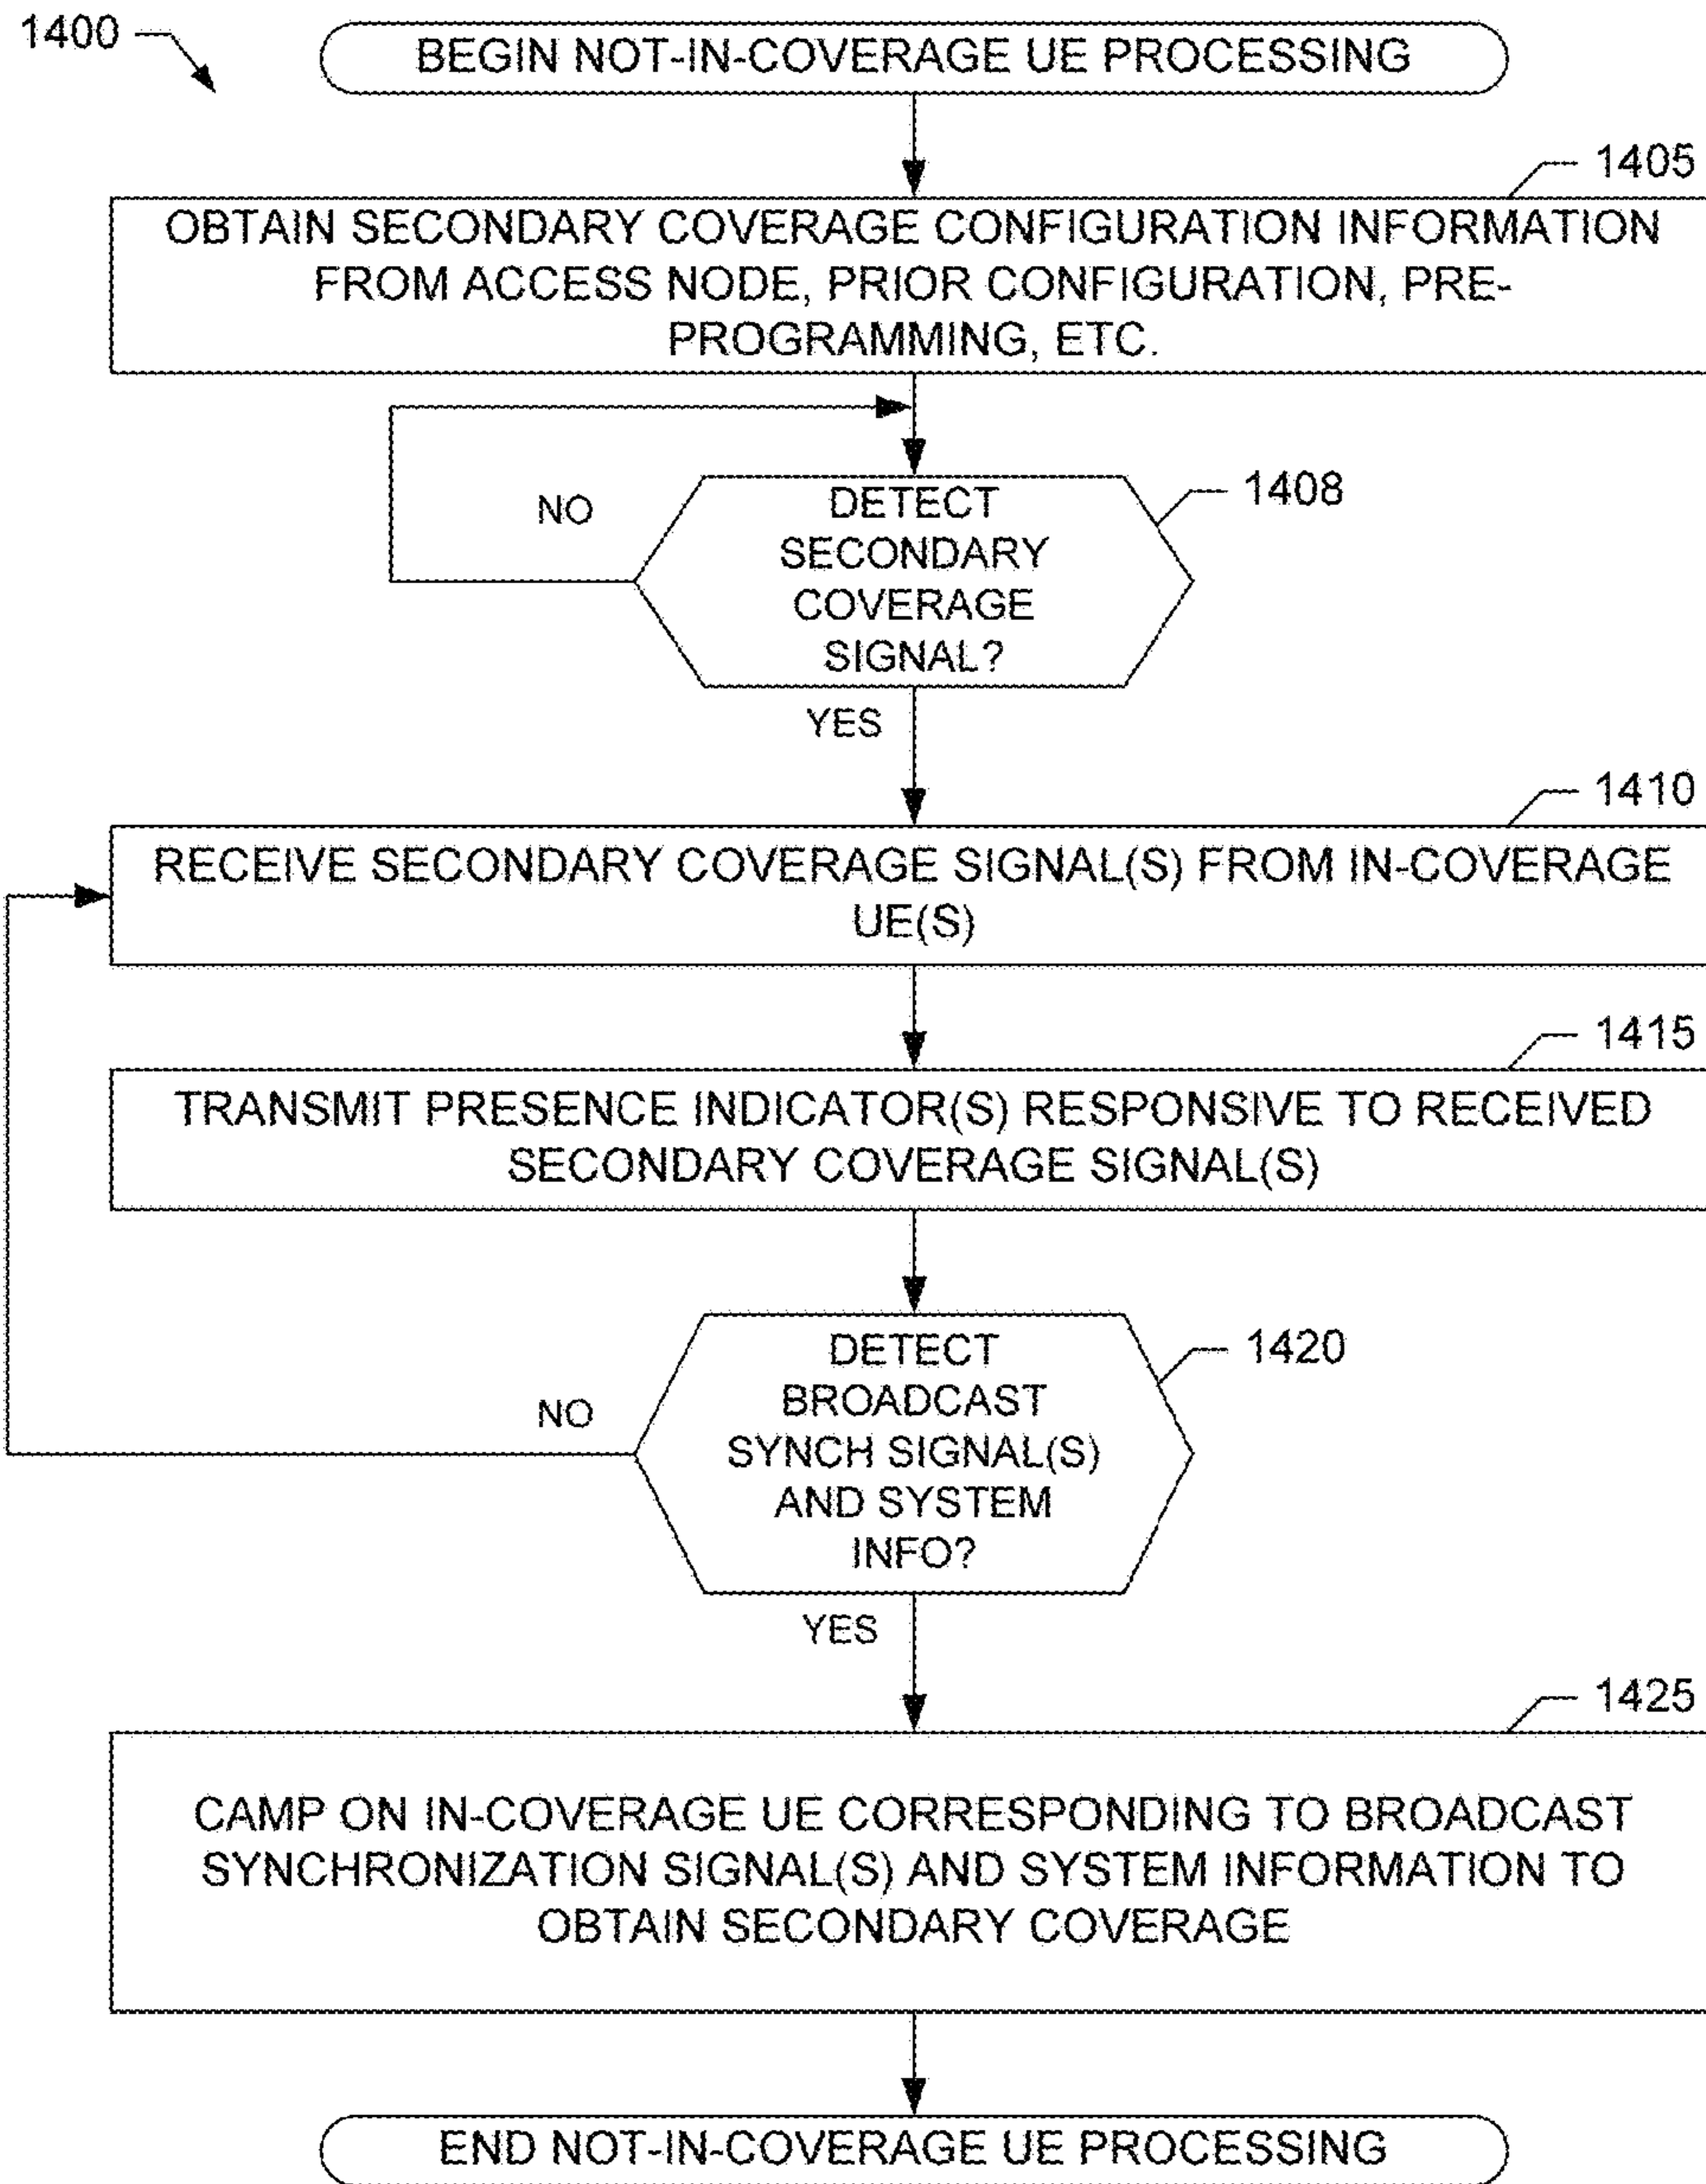 1400
BEGIN NOT-IN-COVERAGE UE PROCESSING
1405
OBTAIN SECONDARY COVERAGE CONFIGURATION INFORMATION
FROM ACCESS NODE, PRIOR CONFIGURATION, PRE-
PROGRAMMING, ETC.
1408
NO
DETECT
SECONDARY
COVERAGE
SIGNAL?
YES
1410
RECEIVE SECONDARY COVERAGE SIGNAL(S) FROM IN-COVERAGE
UE(S)
1415
TRANSMIT PRESENCE INDICATOR(S) RESPONSIVE TO RECEIVED
SECONDARY COVERAGE SIGNAL(S)
1420
NO
DETECT
BROADCAST
SYNCH SIGNAL(S)
AND SYSTEM
INFO?
YES
1425
CAMP ON IN-COVERAGE UE CORRESPONDING TO BROADCAST
SYNCHRONIZATION SIGNAL(S) AND SYSTEM INFORMATION TO
OBTAIN SECONDARY COVERAGE
END NOT-IN-COVERAGE UE PROCESSING